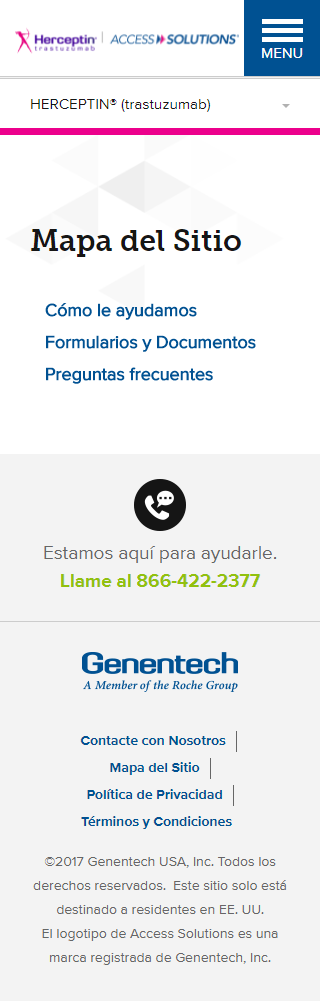 Herceptin® | ACCESS SOLUTIONS®
trastuzumab
MENU
HERCEPTIN® (trastuzumab)
Mapa del Sitio
Cómo le ayudamos
Formularios y Documentos
Preguntas frecuentes
Estamos aquí para ayudarle.
Llame al 866-422-2377
Genentech
A Member of the Roche Group
Contacte con Nosotros |
Mapa del Sitio |
Política de Privacidad |
Términos y Condiciones
©2017 Genentech USA, Inc. Todos los
derechos reservados. Este sitio solo está
destinado a residentes en EE. UU.
El logotipo de Access Solutions es una
marca registrada de Genentech, Inc.